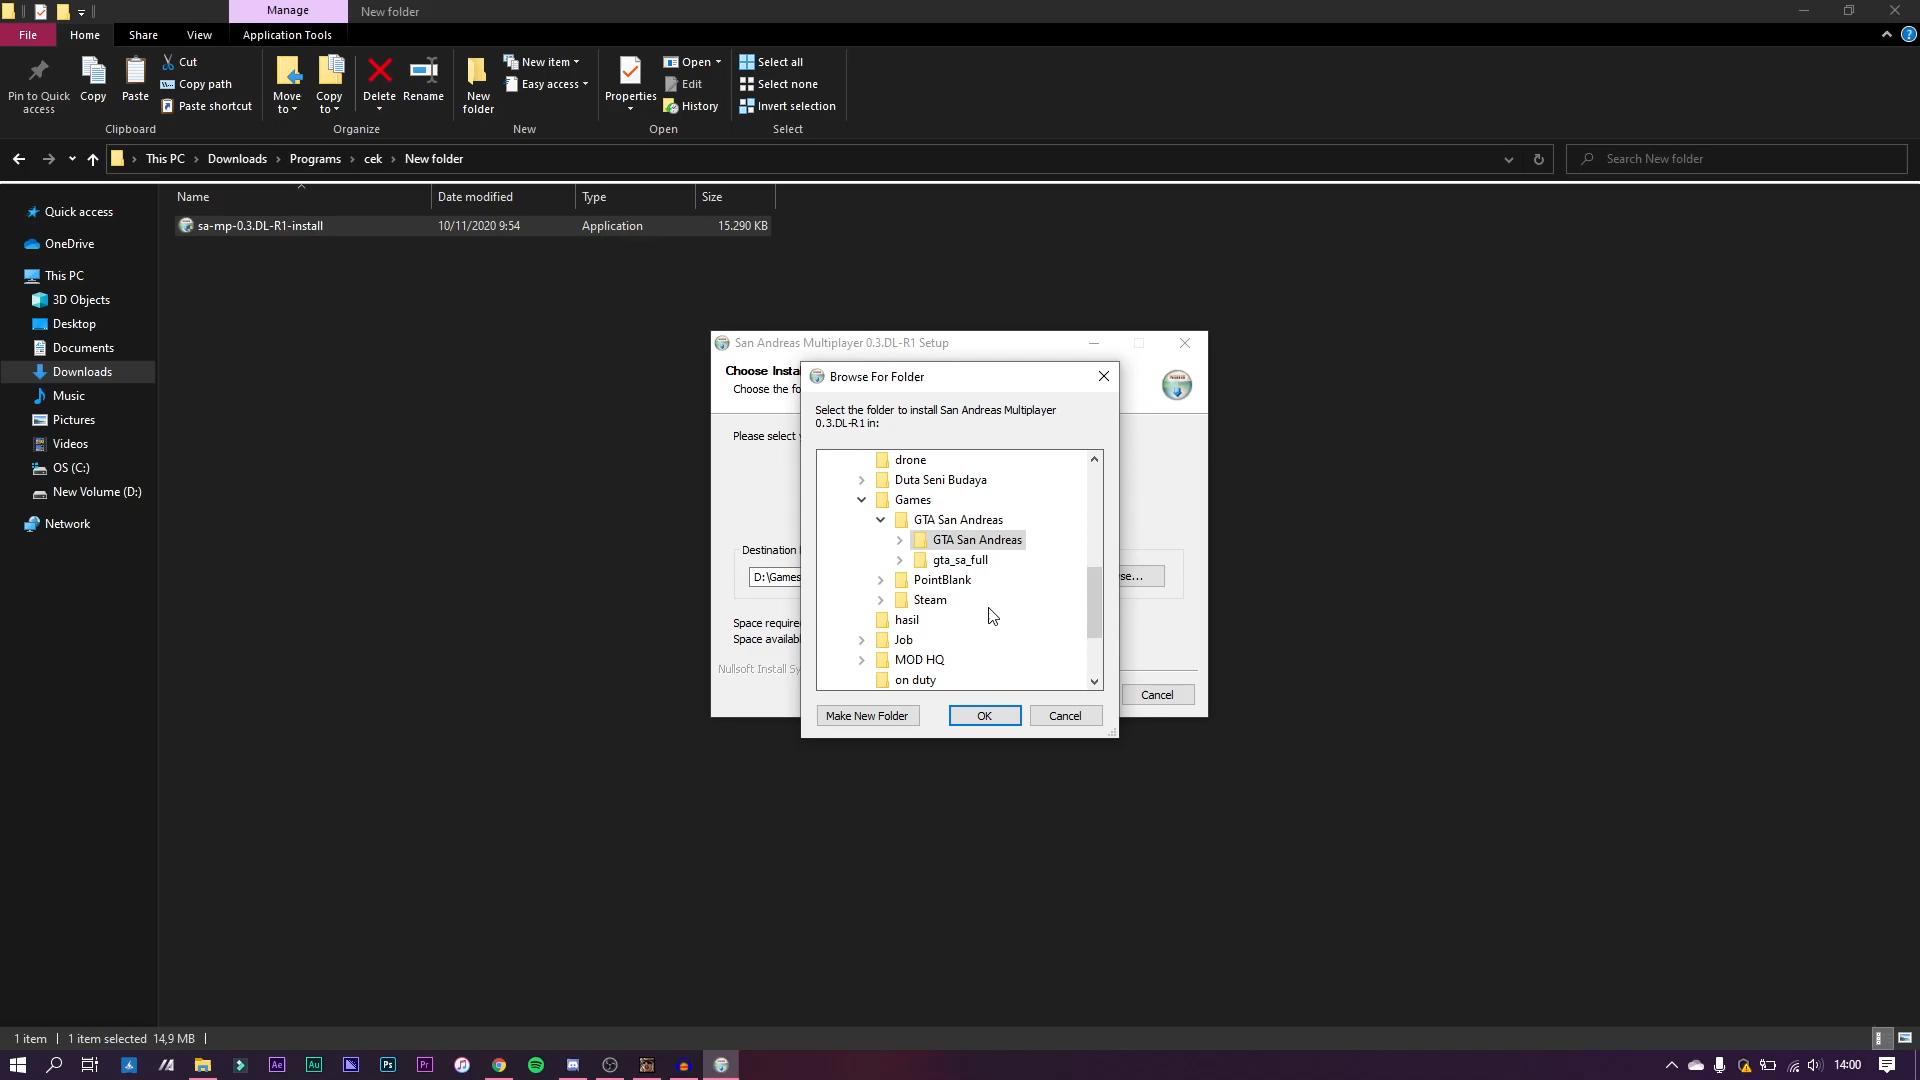 Manage New folder
File Home Share View Application Tools
Pin to Quick access
Copy
Paste
Cut
Copy path
Paste shortcut
Clipboard
Move to
Copy to
Delete
Rename
Organize
New folder
New item
Easy access
New
Properties
Open
Edit
History
Open
Select all
Select none
Invert selection
Select
This PC > Downloads > Programs > cek > New folder
Search New folder
Name Date modified Type Size
sa-mp-0.3.DL-R1-install 10/11/2020 9:54 Application 15.290 KB
Quick access
OneDrive
This PC
3D Objects
Desktop
Documents
Downloads
Music
Pictures
Videos
OS (C:)
New Volume (D:)
Network
San Andreas Multiplayer 0.3.DL-R1 Setup
Choose Insta
Choose the fo
Please select
Destination
D:\Games
se...
Space require
Space availab
Nullsoft Install Sy
Cancel
Browse For Folder
Select the folder to install San Andreas Multiplayer
0.3.DL-R1 in:
drone
Duta Seni Budaya
Games
GTA San Andreas
GTA San Andreas
gta_sa_full
PointBlank
Steam
hasil
Job
MOD HQ
on duty
Make New Folder OK Cancel
1 item 1 item selected 14,9 MB
Ae Au Ps Pr 14:00